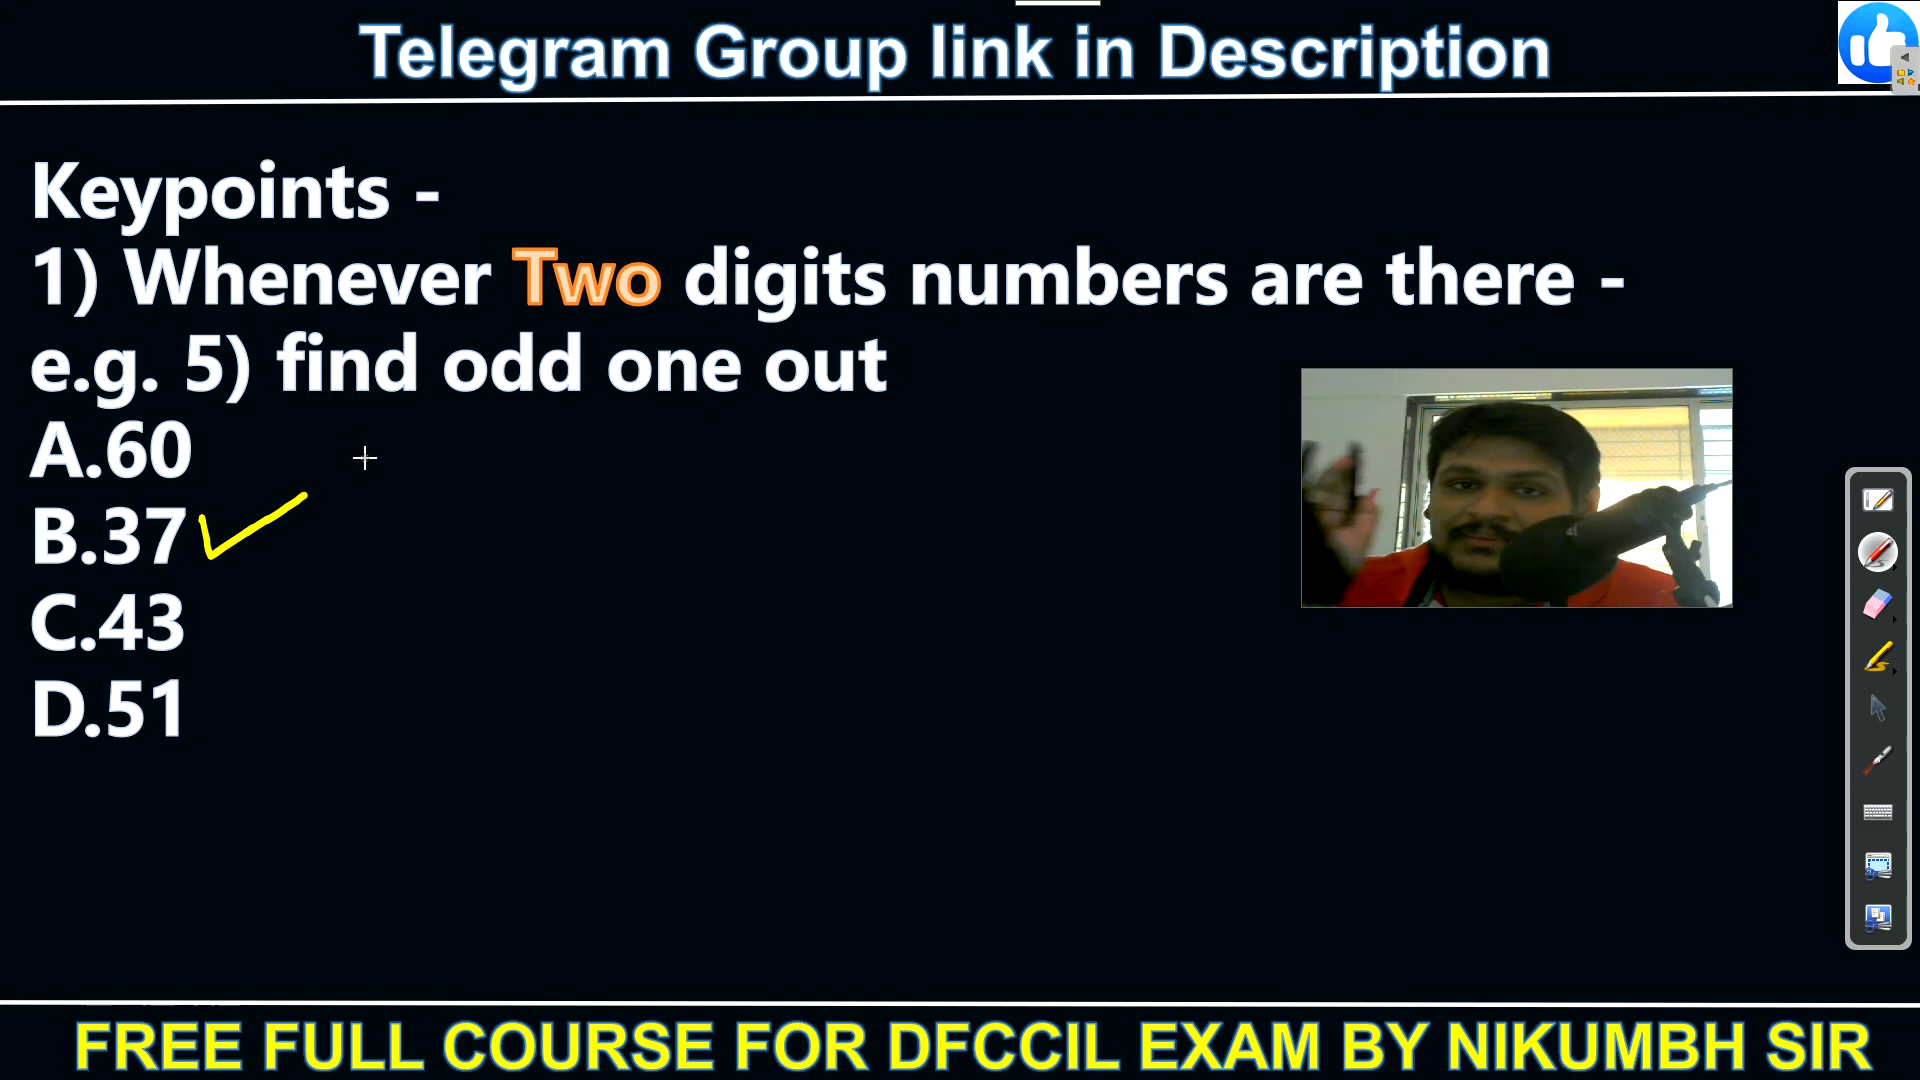 Telegram Group link in Description
Keypoints -
1) Whenever Two digits numbers are there -
e.g. 5) find odd one out
A.60
B.37
C.43
D.51
FREE FULL COURSE FOR DFCCIL EXAM BY NIKUMBH SIR